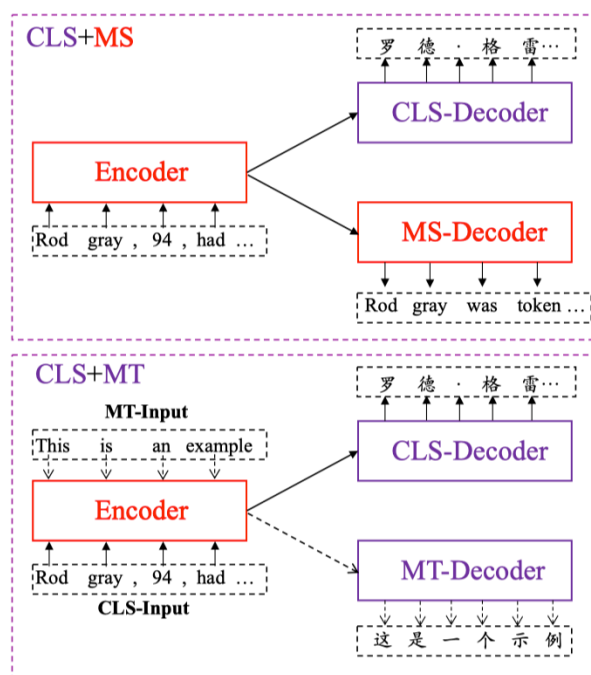 CLS+MS
罗 德 · 格 雷…
CLS-Decoder
Encoder
Rod gray , 94 , had …
MS-Decoder
Rod gray was token …
CLS+MT
罗 德 · 格 雷…
MT-Input
This is an example
CLS-Decoder
Encoder
Rod gray , 94 , had …
CLS-Input
MT-Decoder
这 是 一 个 示 例